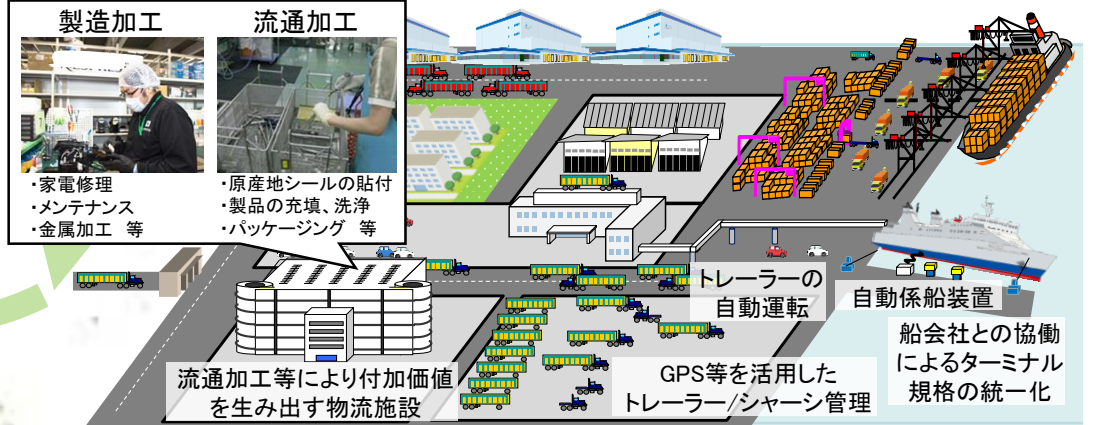 製造加工
流通加工
・家電修理
・メンテナンス
・金属加工 等
・原産地シールの貼付
・製品の充填、洗浄
・パッケージング 等
トレーラーの
自動運転
自動係船装置
船会社との協働
によるターミナル
規格の統一化
流通加工等により付加価値
を生み出す物流施設
GPS等を活用した
トレーラー/シャーシ管理